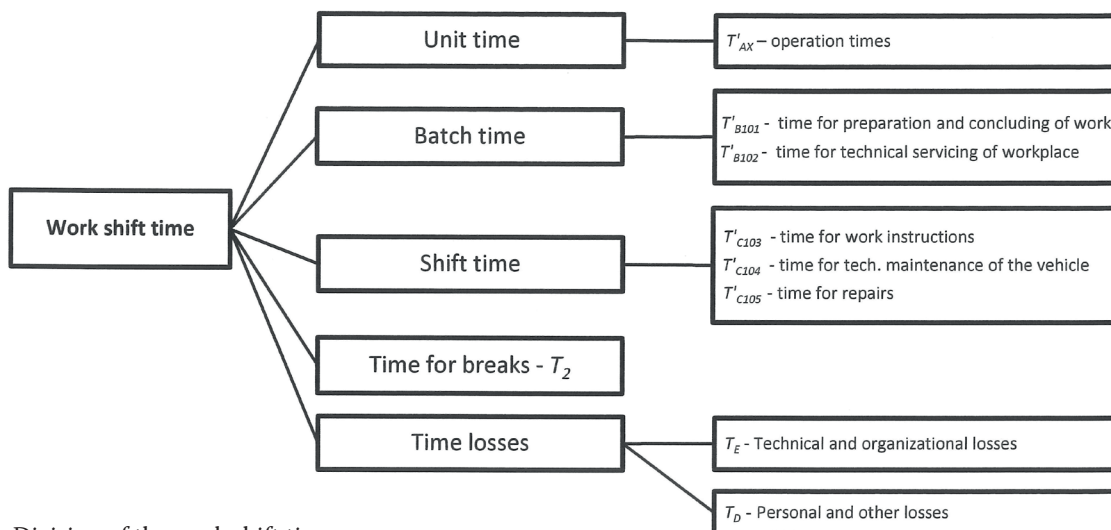 Unit time
T'AX – operation times
Batch time
T'B101 - time for preparation and concluding of work
T'B102 - time for technical servicing of workplace
Work shift time
Shift time
T'C103 - time for work instructions
T'C104 - time for tech. maintenance of the vehicle
T'C105 - time for repairs
Time for breaks - T2
Time losses
TE - Technical and organizational losses
TD - Personal and other losses